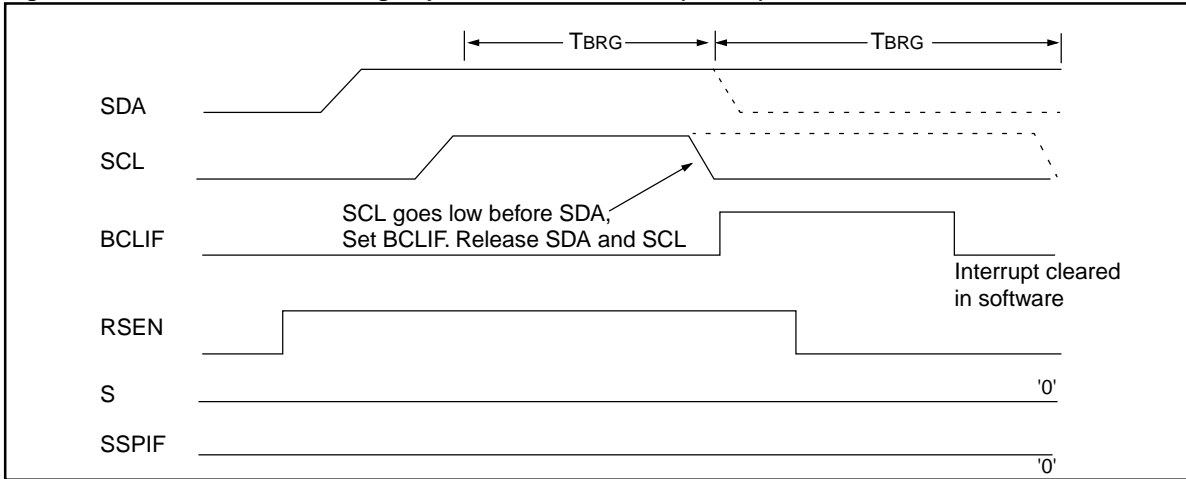 TBRG TBRG
SDA
SCL
SCL goes low before SDA,
Set BCLIF. Release SDA and SCL
BCLIF
Interrupt cleared
in software
RSEN
S '0'
SSPIF
'0'